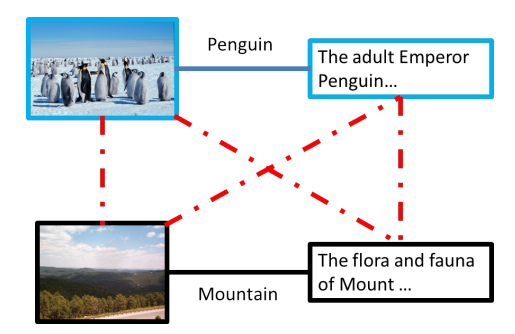 Penguin
The adult Emperor
Penguin...
The flora and fauna
of Mount ...
Mountain